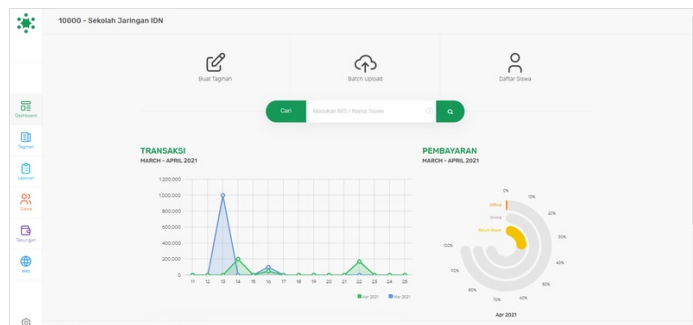 10000 - Sekolah Jaringan IDN
Buat Tagihan
Batch Upload
Daftar Siswa
Dashboard
Tagihan
Laporan
Siswa
Tabungan
Web
Cari
Masukan NIS / Nama Siswa
TRANSAKSI
MARCH - APRIL 2021
1,200,000
1,000,000
800,000
600,000
400,000
200,000
0
11 12 13 14 15 16 17 18 19 20 21 22 23 24 25
Apr 2021 Mar 2021
PEMBAYARAN
MARCH - APRIL 2021
0%
10%
20%
30%
40%
50%
60%
70%
80%
90%
100%
Offline
Online
Apr 2021